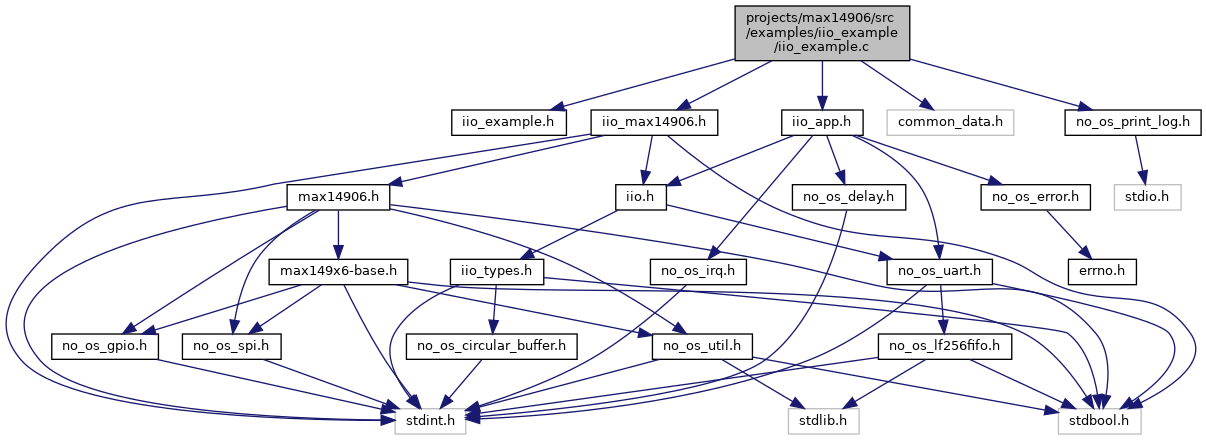 projects/max14906/src
/examples/iio_example
/iio_example.c
iio_example.h
iio_max14906.h
iio_app.h
common_data.h
no_os_print_log.h
max14906.h
iio.h
no_os_delay.h
no_os_error.h
stdio.h
max149x6-base.h
iio_types.h
no_os_irq.h
no_os_uart.h
errno.h
no_os_gpio.h
no_os_spi.h
no_os_circular_buffer.h
no_os_util.h
no_os_lf256fifo.h
stdint.h
stdlib.h
stdbool.h